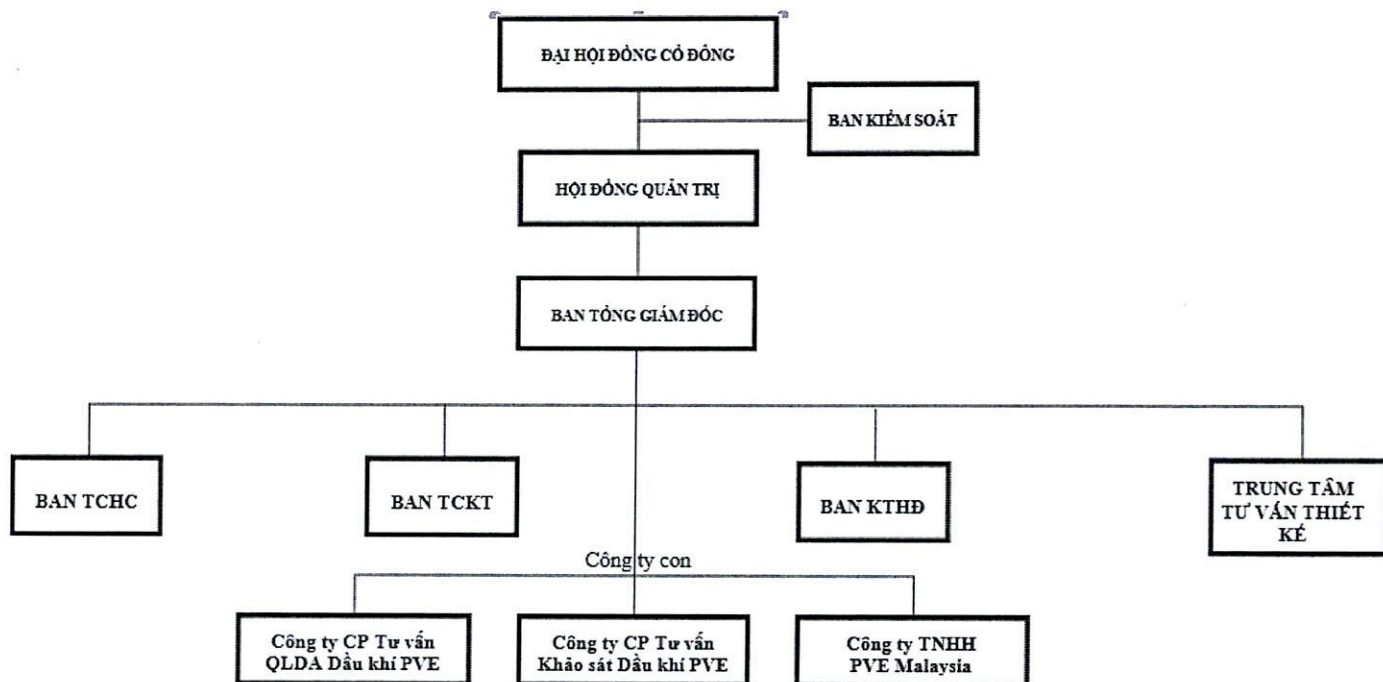 ĐẠI HỘI ĐỒNG CỔ ĐÔNG
BAN KIỂM SOÁT
HỘI ĐỒNG QUẢN TRỊ
BAN TỔNG GIÁM ĐỐC
BAN TCHC
BAN TCKT
BAN KTHĐ
TRUNG TÂM
TƯ VẤN THIẾT
KẾ
Công ty con
Công ty CP Tư vấn
QLDA Dầu khí PVE
Công ty CP Tư vấn
Khảo sát Dầu khí PVE
Công ty TNHH
PVE Malaysia